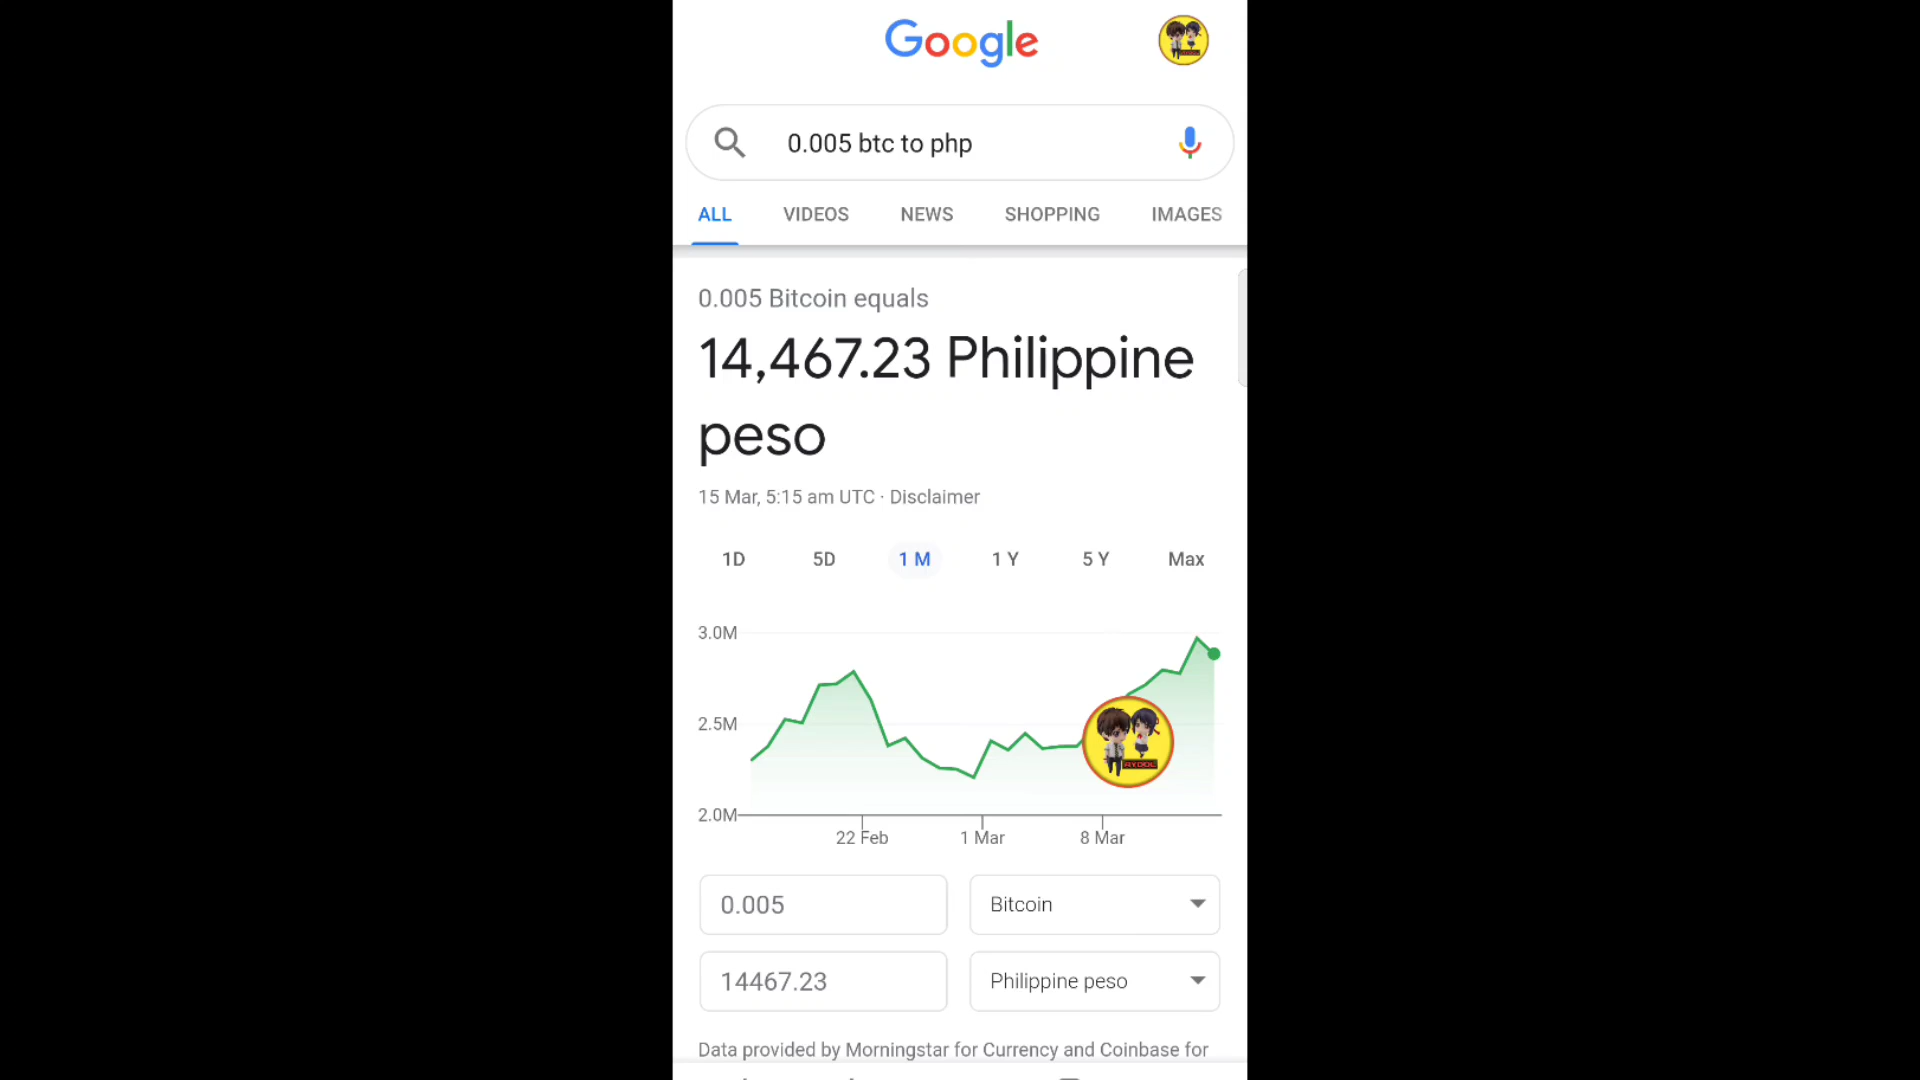 Google
0.005 btc to php
ALL VIDEOS NEWS SHOPPING IMAGES
0.005 Bitcoin equals
14,467.23 Philippine
peso
15 Mar, 5:15 am UTC · Disclaimer
1D 5D 1 M 1 Y 5 Y Max
3.0M
2.5M
2.0M
22 Feb 1 Mar 8 Mar
0.005 Bitcoin
14467.23 Philippine peso
Data provided by Morningstar for Currency and Coinbase for